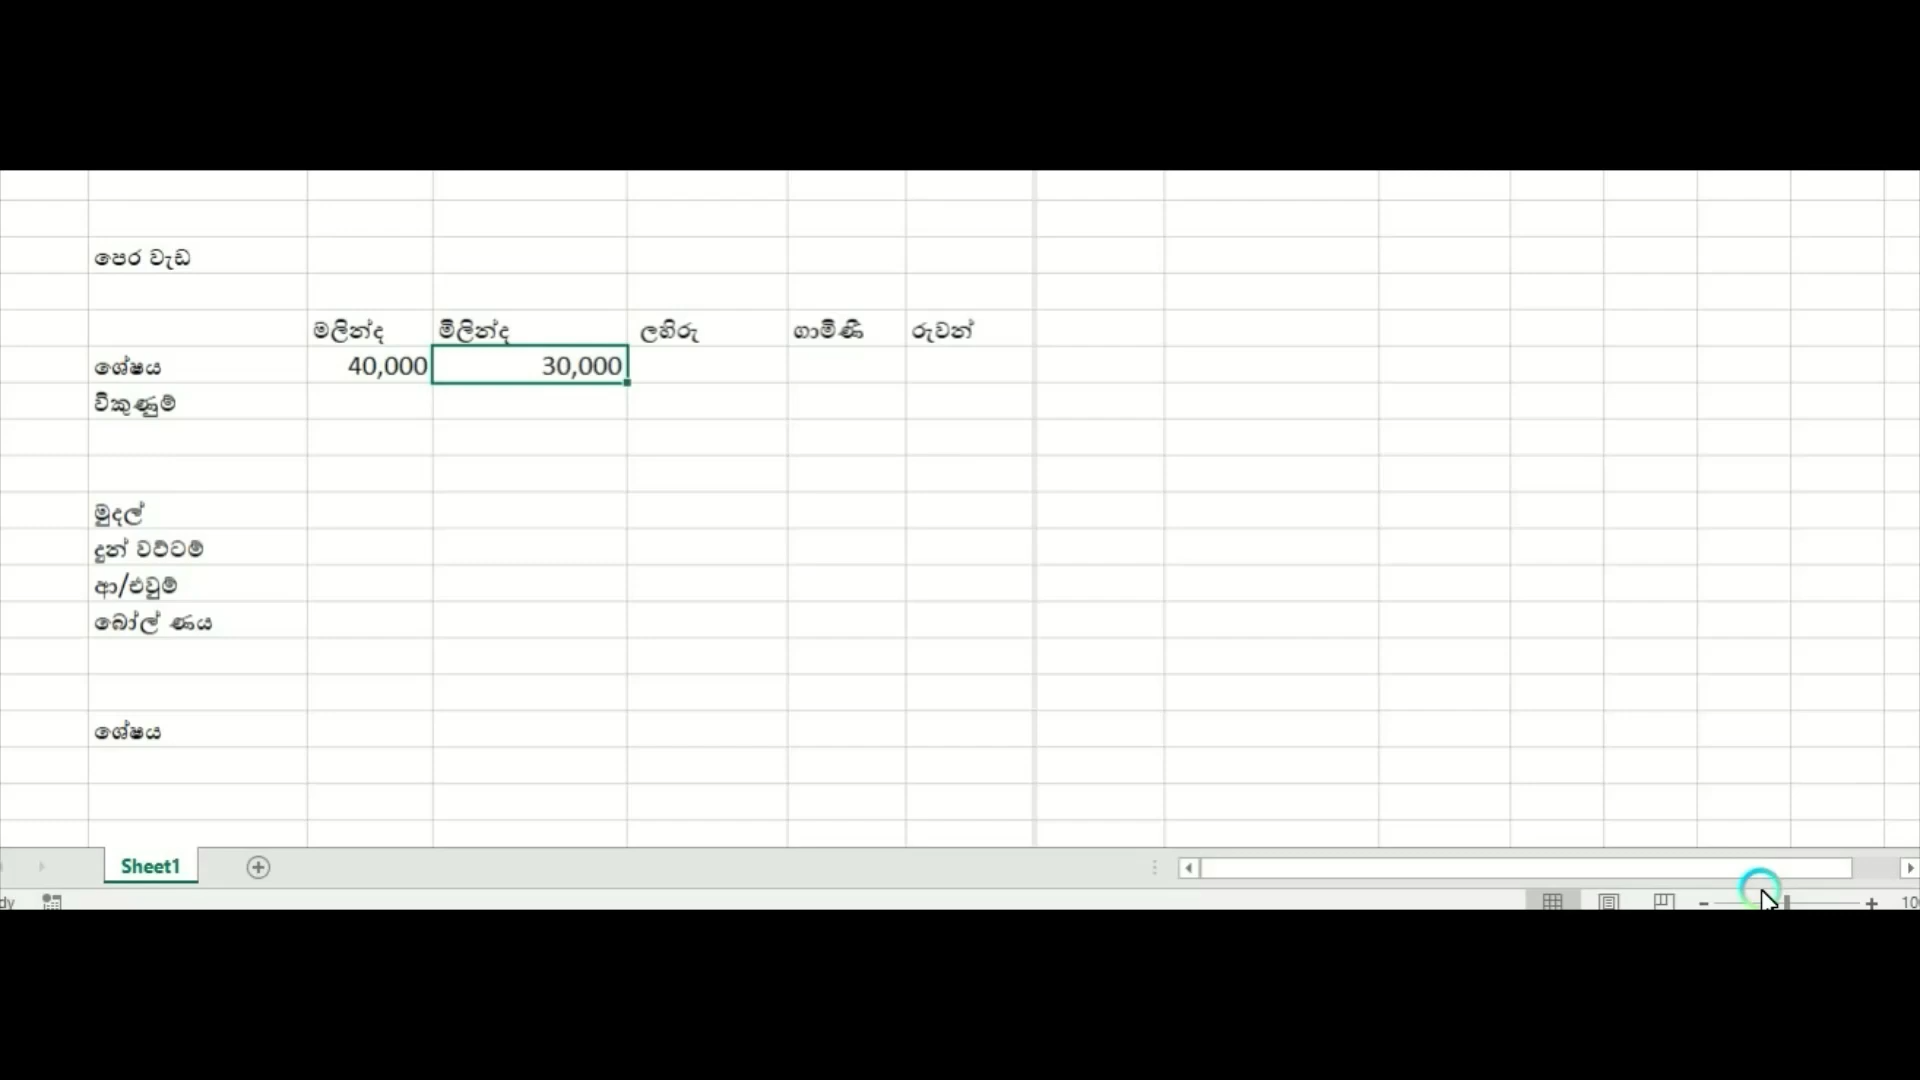 පෙර වැඩ
මලින්ද මිලින්ද ලහිරු ගාමිණී රුවන්
ශේෂය 40,000 30,000
විකුණුම්
මුදල්
දුන් වට්ටම්
ආ/එවුම්
බෝල් ණය
ශේෂය
Sheet1